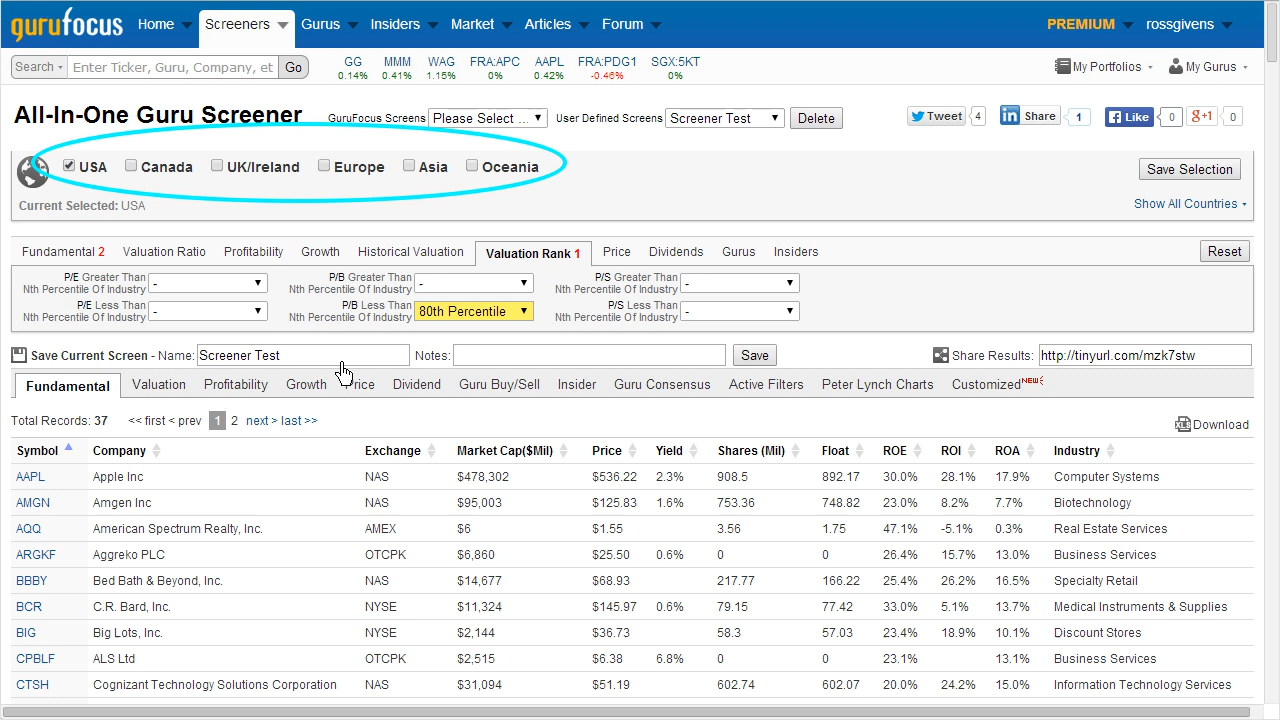 gurufocus Home Screeners Gurus Insiders Market Articles Forum PREMIUM rossgivens
Search Enter Ticker, Guru, Company, et Go GG MMM WAG FRA:APC AAPL FRA:PDG1 SGX:5KT My Portfolios My Gurus
0.14% 0.41% 1.15% 0% 0.42% -0.46% 0%
All-In-One Guru Screener GuruFocus Screens Please Select ... User Defined Screens Screener Test Delete Tweet 4 in Share 1 f Like 0 g+1 0
USA Canada UK/Ireland Europe Asia Oceania Save Selection
Current Selected: USA Show All Countries
Fundamental 2 Valuation Ratio Profitability Growth Historical Valuation Valuation Rank 1 Price Dividends Gurus Insiders Reset
P/E Greater Than - P/B Greater Than - P/S Greater Than -
Nth Percentile Of Industry Nth Percentile Of Industry Nth Percentile Of Industry
P/E Less Than - P/B Less Than 80th Percentile P/S Less Than -
Nth Percentile Of Industry Nth Percentile Of Industry Nth Percentile Of Industry
Save Current Screen - Name: Screener Test Notes: Save Share Results: http://tinyurl.com/mzk7stw
Fundamental Valuation Profitability Growth Price Dividend Guru Buy/Sell Insider Guru Consensus Active Filters Peter Lynch Charts Customized NEW
Total Records: 37 << first < prev 1 2 next > last >> XLS Download
Symbol Company Exchange Market Cap($Mil) Price Yield Shares (Mil) Float ROE ROI ROA Industry
AAPL Apple Inc NAS $478,302 $536.22 2.3% 908.5 892.17 30.0% 28.1% 17.9% Computer Systems
AMGN Amgen Inc NAS $95,003 $125.83 1.6% 753.36 748.82 23.0% 8.2% 7.7% Biotechnology
AQQ American Spectrum Realty, Inc. AMEX $6 $1.55 3.56 1.75 47.1% -5.1% 0.3% Real Estate Services
ARGKF Aggreko PLC OTCPK $6,860 $25.50 0.6% 0 0 26.4% 15.7% 13.0% Business Services
BBBY Bed Bath & Beyond, Inc. NAS $14,677 $68.93 217.77 166.22 25.4% 26.2% 16.5% Specialty Retail
BCR C.R. Bard, Inc. NYSE $11,324 $145.97 0.6% 79.15 77.42 33.0% 5.1% 13.7% Medical Instruments & Supplies
BIG Big Lots, Inc. NYSE $2,144 $36.73 58.3 57.03 23.4% 18.9% 10.1% Discount Stores
CPBLF ALS Ltd OTCPK $2,515 $6.38 6.8% 0 0 23.1% 13.1% Business Services
CTSH Cognizant Technology Solutions Corporation NAS $31,094 $51.19 602.74 602.07 20.0% 24.2% 15.0% Information Technology Services